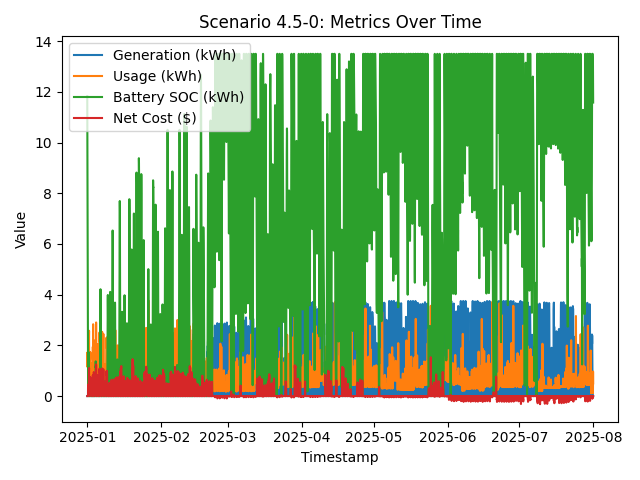 Scenario 4.5-0: Metrics Over Time
Generation (kWh)
Usage (kWh)
Battery SOC (kWh)
Net Cost ($)
Value
14
12
10
8
6
4
2
0
2025-01
2025-02
2025-03
2025-04
2025-05
2025-06
2025-07
2025-08
Timestamp